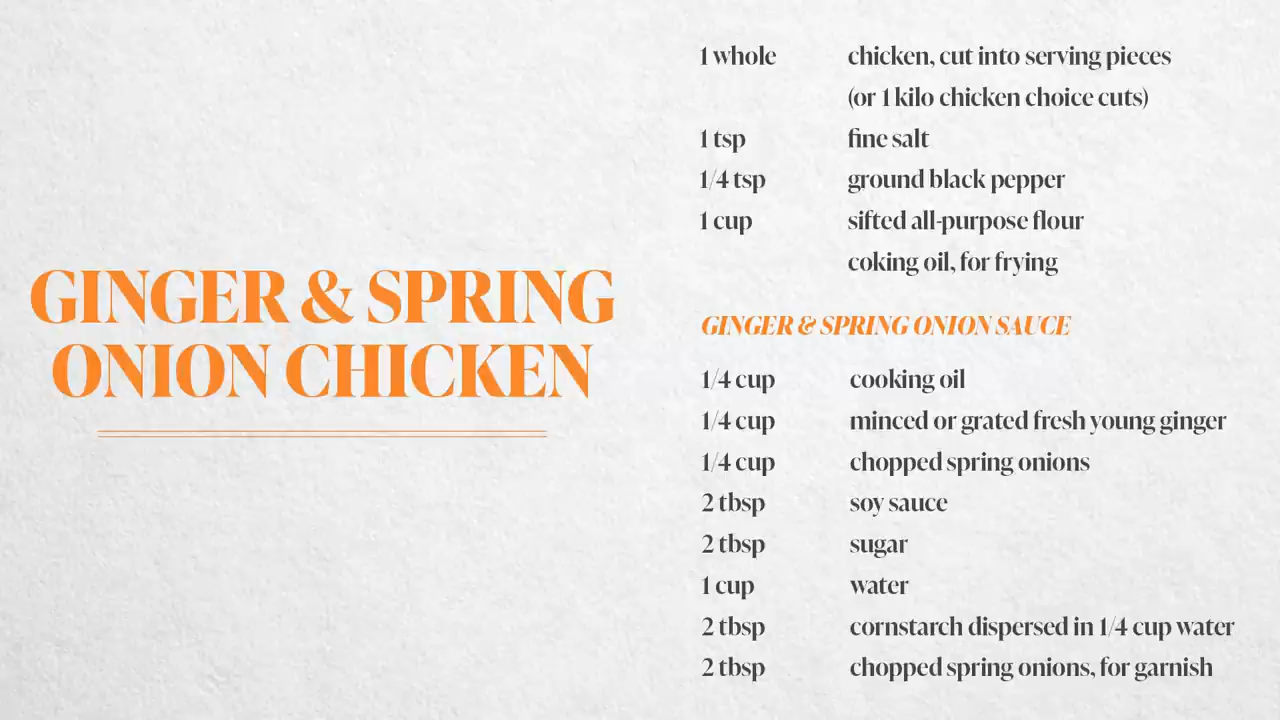 GINGER & SPRING
ONION CHICKEN
1 whole chicken, cut into serving pieces
(or 1 kilo chicken choice cuts)
1 tsp fine salt
1/4 tsp ground black pepper
1 cup sifted all-purpose flour
coking oil, for frying
GINGER & SPRING ONION SAUCE
1/4 cup cooking oil
1/4 cup minced or grated fresh young ginger
1/4 cup chopped spring onions
2 tbsp soy sauce
2 tbsp sugar
1 cup water
2 tbsp cornstarch dispersed in 1/4 cup water
2 tbsp chopped spring onions, for garnish